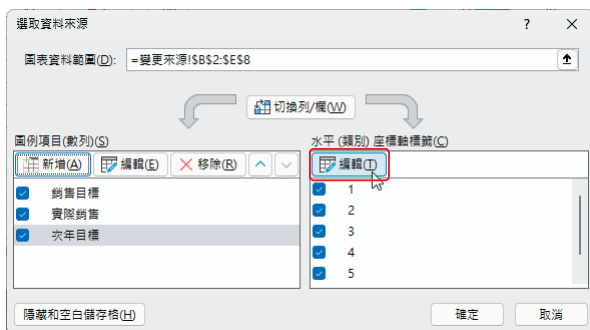 選取資料來源 ? ×
圖表資料範圍(D): =變更來源!$B$2:$E$8
切換列/欄(W)
圖例項目(數列)(S)
新增(A) 編輯(E) 移除(R)
銷售目標
實際銷售
次年目標
水平 (類別) 座標軸標籤(C)
編輯(T)
1
2
3
4
5
隱藏和空白儲存格(H)
確定 取消